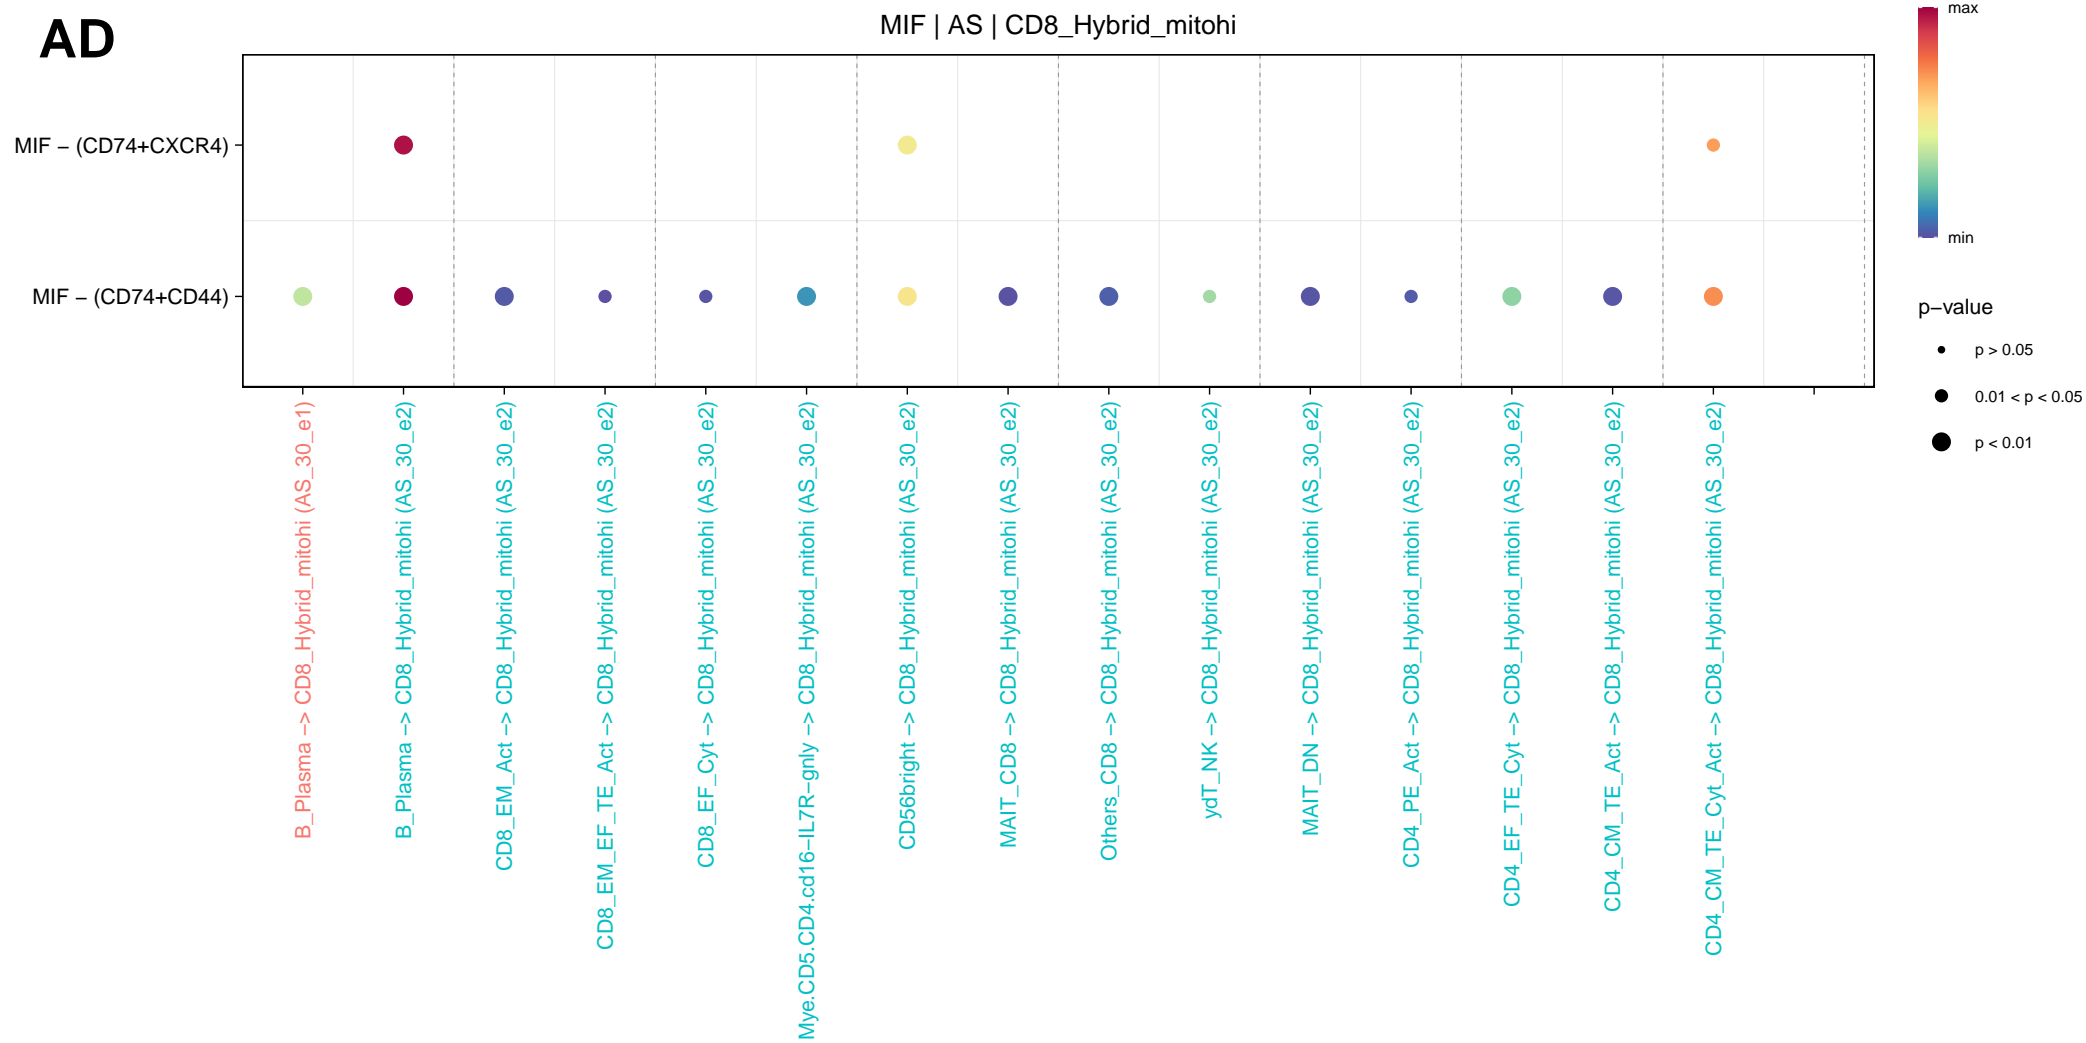 AD
MIF | AS | CD8_Hybrid_mitohi
max
min
MIF − (CD74+CXCR4)
MIF − (CD74+CD44)
p−value
p > 0.05
0.01 < p < 0.05
p < 0.01
B_Plasma −> CD8_Hybrid_mitohi (AS_30_e1)
B_Plasma −> CD8_Hybrid_mitohi (AS_30_e2)
CD8_EM_Act −> CD8_Hybrid_mitohi (AS_30_e2)
CD8_EM_EF_TE_Act −> CD8_Hybrid_mitohi (AS_30_e2)
CD8_EF_Cyt −> CD8_Hybrid_mitohi (AS_30_e2)
Mye.CD5.CD4.cd16−IL7R−gnly −> CD8_Hybrid_mitohi (AS_30_e2)
CD56bright −> CD8_Hybrid_mitohi (AS_30_e2)
MAIT_CD8 −> CD8_Hybrid_mitohi (AS_30_e2)
Others_CD8 −> CD8_Hybrid_mitohi (AS_30_e2)
ydT_NK −> CD8_Hybrid_mitohi (AS_30_e2)
MAIT_DN −> CD8_Hybrid_mitohi (AS_30_e2)
CD4_PE_Act −> CD8_Hybrid_mitohi (AS_30_e2)
CD4_EF_TE_Cyt −> CD8_Hybrid_mitohi (AS_30_e2)
CD4_CM_TE_Act −> CD8_Hybrid_mitohi (AS_30_e2)
CD4_CM_TE_Cyt_Act −> CD8_Hybrid_mitohi (AS_30_e2)